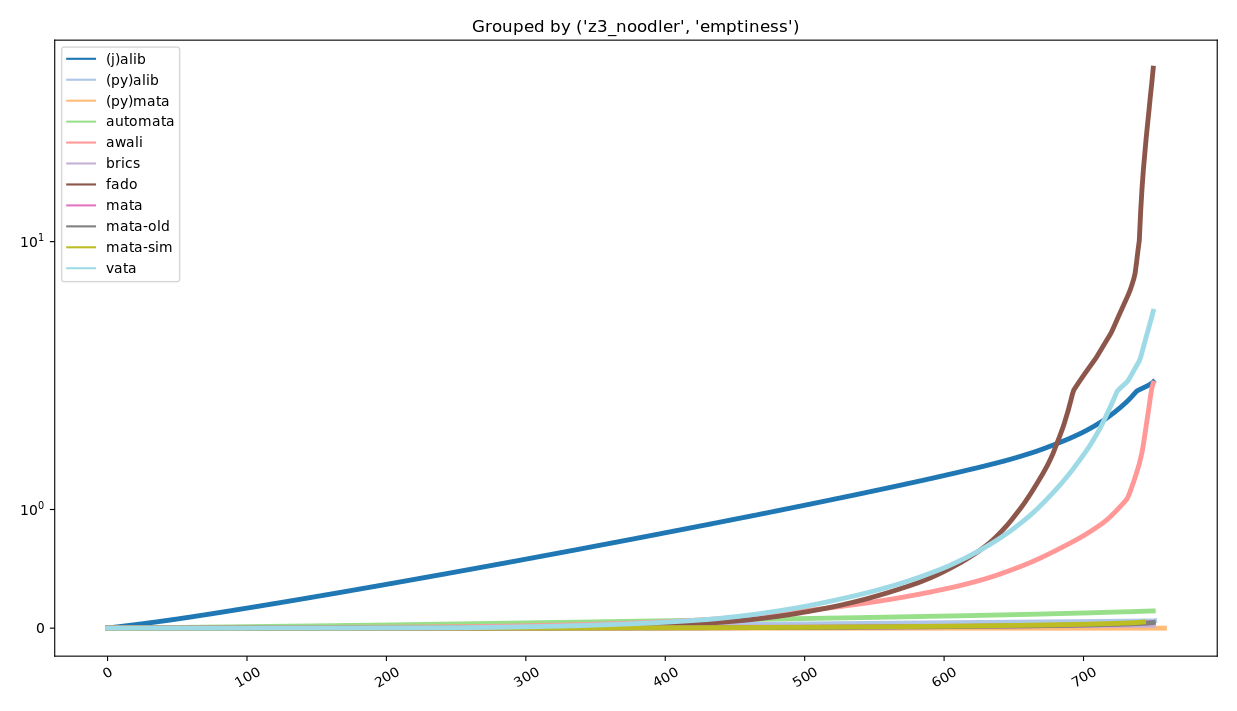 Grouped by ('z3_noodler', 'emptiness')
(j)alib
(py)alib
(py)mata
automata
awali
brics
fado
mata
mata-old
mata-sim
vata
10^1
10^0
0
0
100
200
300
400
500
600
700